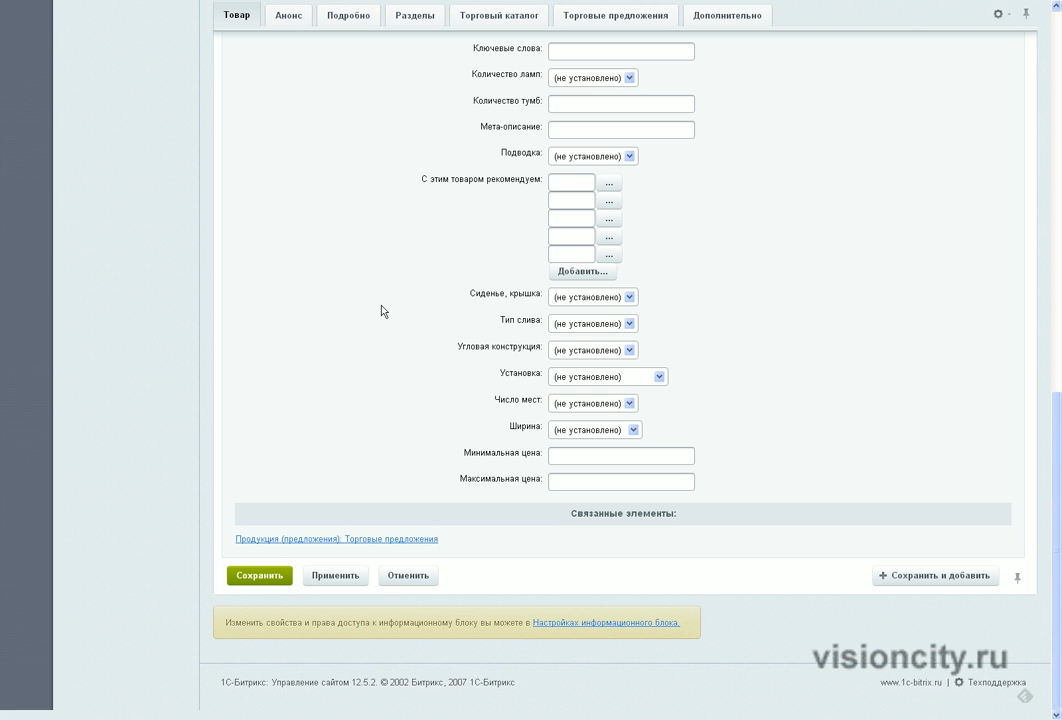 Товар Анонс Подробно Разделы Торговый каталог Торговые предложения Дополнительно
Ключевые слова:
Количество ламп: (не установлено)
Количество тумб:
Мета-описание:
Подводка: (не установлено)
С этим товаром рекомендуем: ...
...
...
...
...
Добавить...
Сиденье, крышка: (не установлено)
Тип слива: (не установлено)
Угловая конструкция: (не установлено)
Установка: (не установлено)
Число мест: (не установлено)
Ширина: (не установлено)
Минимальная цена:
Максимальная цена:
Связанные элементы:
Продукция (предложения): Торговые предложения
Сохранить Применить Отменить + Сохранить и добавить
Изменить свойства и права доступа к информационному блоку вы можете в Настройках информационного блока.
visioncity.ru
1С-Битрикс: Управление сайтом 12.5.2. © 2002 Битрикс, 2007 1С-Битрикс www.1c-bitrix.ru | Техподдержка